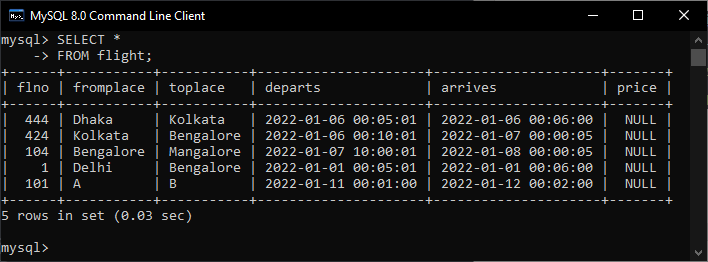 MySQL 8.0 Command Line Client
mysql> SELECT *
    -> FROM flight;
+------+-----------+-----------+---------------------+---------------------+-------+
| flno | fromplace | toplace   | departs             | arrives             | price |
+------+-----------+-----------+---------------------+---------------------+-------+
|  444 | Dhaka     | Kolkata   | 2022-01-06 00:05:01 | 2022-01-06 00:06:00 |  NULL |
|  424 | Kolkata   | Bengalore | 2022-01-06 00:10:01 | 2022-01-07 00:00:05 |  NULL |
|  104 | Bengalore | Mangalore | 2022-01-07 10:00:01 | 2022-01-08 00:00:05 |  NULL |
|    1 | Delhi     | Bengalore | 2022-01-01 00:05:01 | 2022-01-01 00:06:00 |  NULL |
|  101 | A         | B         | 2022-01-11 00:01:00 | 2022-01-12 00:02:00 |  NULL |
+------+-----------+-----------+---------------------+---------------------+-------+
5 rows in set (0.03 sec)
mysql>